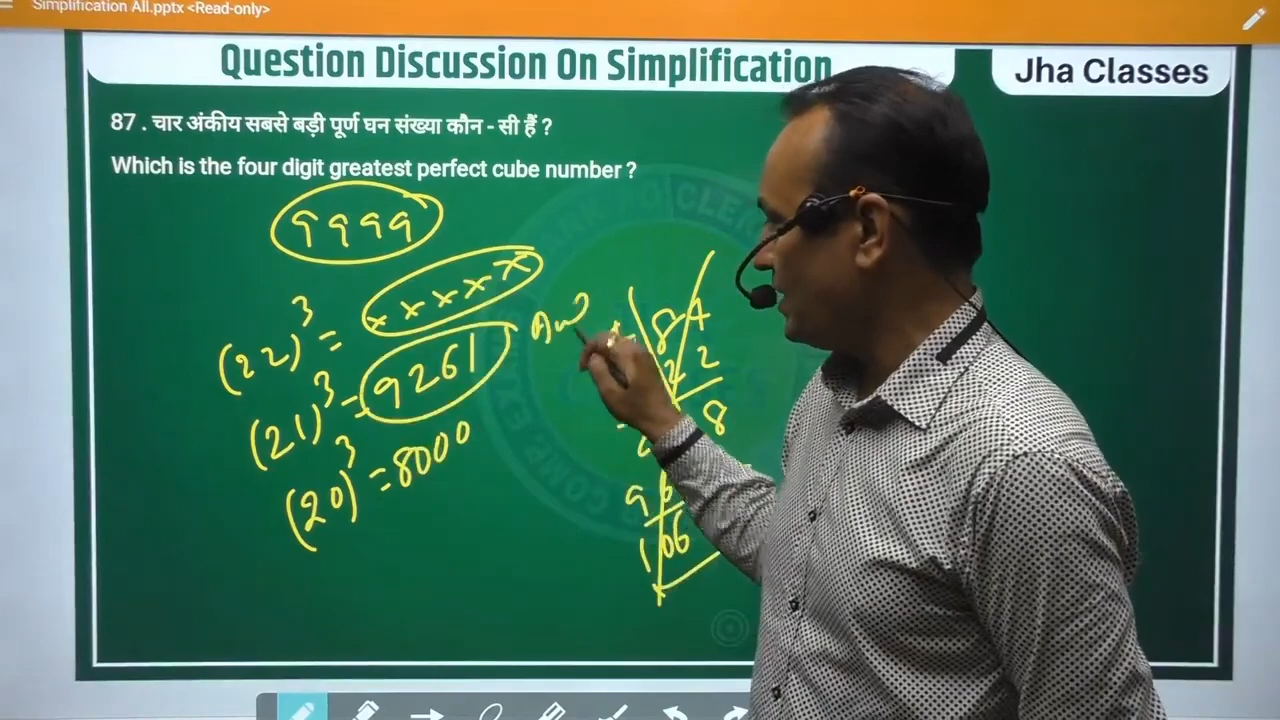 Simplification All.pptx <Read-only>
Question Discussion On Simplification
Jha Classes
87 . चार अंकीय सबसे बड़ी पूर्ण घन संख्या कौन - सी हैं ?
Which is the four digit greatest perfect cube number ?
9999
(22)³ = xxxxx
(21)³ = 9261
(20)³ = 8000